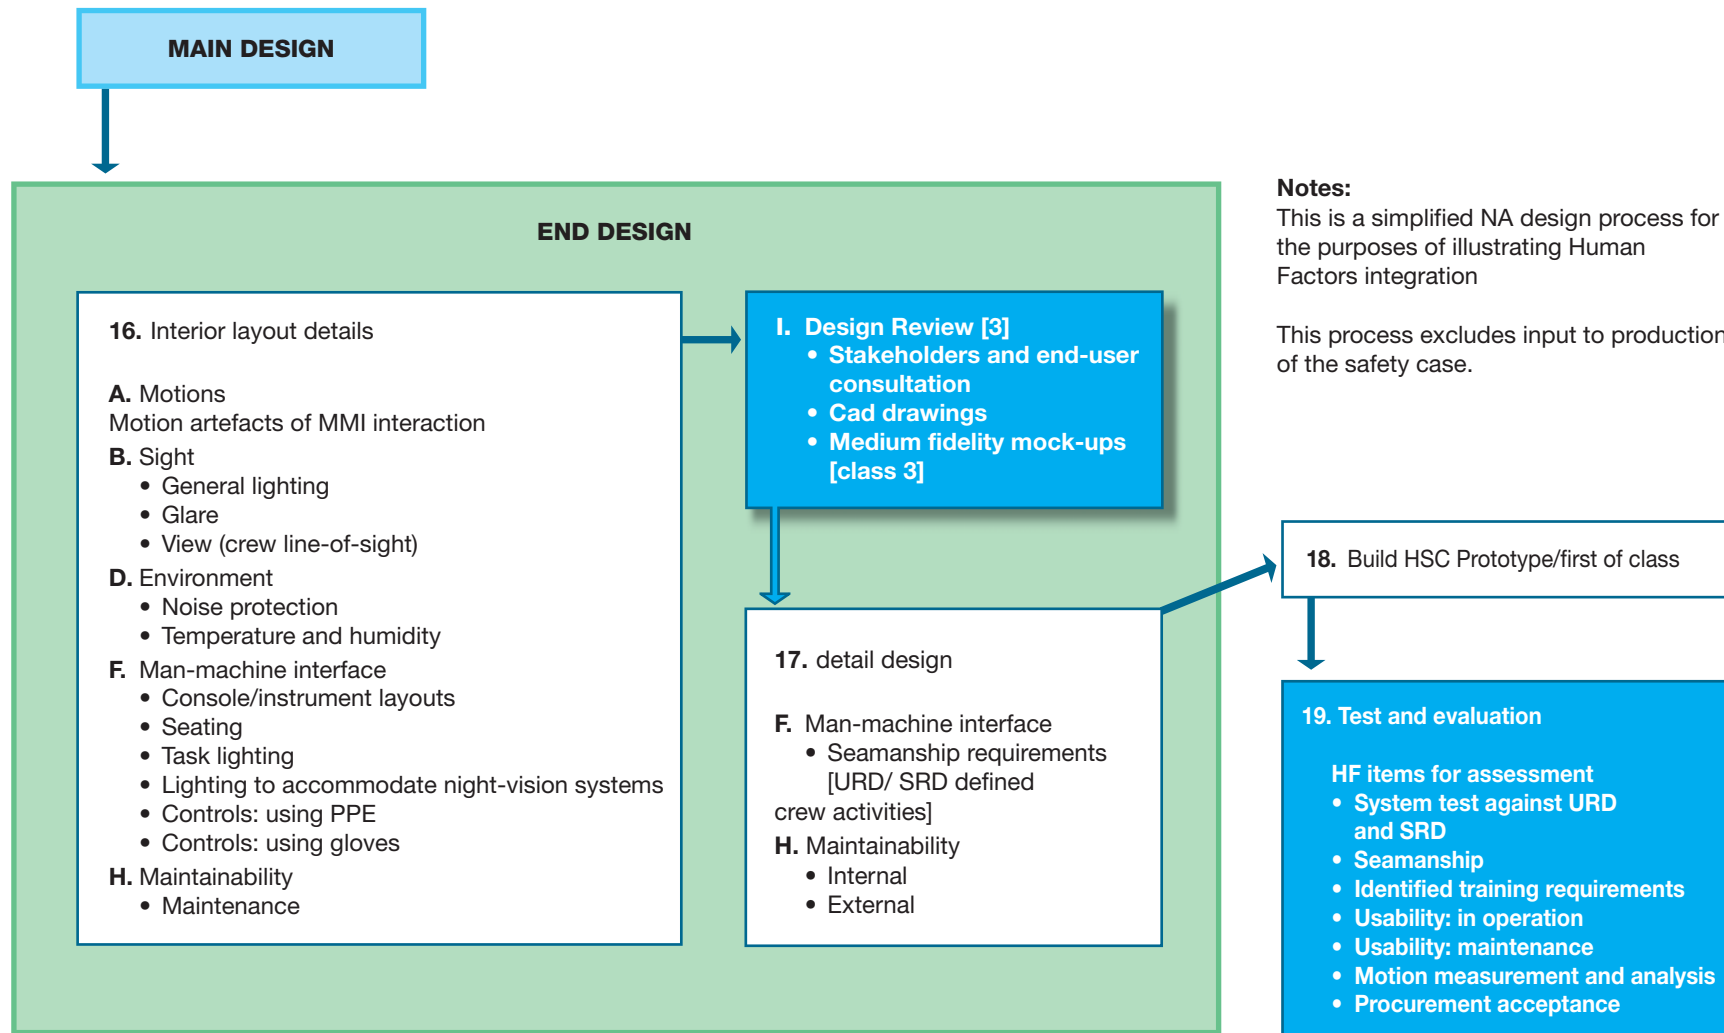 MAIN DESIGN
END DESIGN
16. Interior layout details
A. Motions
Motion artefacts of MMI interaction
B. Sight
• General lighting
• Glare
• View (crew line-of-sight)
D. Environment
• Noise protection
• Temperature and humidity
F. Man-machine interface
• Console/instrument layouts
• Seating
• Task lighting
• Lighting to accommodate night-vision systems
• Controls: using PPE
• Controls: using gloves
H. Maintainability
• Maintenance
I. Design Review [3]
• Stakeholders and end-user
consultation
• Cad drawings
• Medium fidelity mock-ups
[class 3]
17. detail design
F. Man-machine interface
• Seamanship requirements
[URD/ SRD defined
crew activities]
H. Maintainability
• Internal
• External
Notes:
This is a simplified NA design process for
the purposes of illustrating Human
Factors integration
This process excludes input to production
of the safety case.
18. Build HSC Prototype/first of class
19. Test and evaluation
HF items for assessment
• System test against URD
and SRD
• Seamanship
• Identified training requirements
• Usability: in operation
• Usability: maintenance
• Motion measurement and analysis
• Procurement acceptance